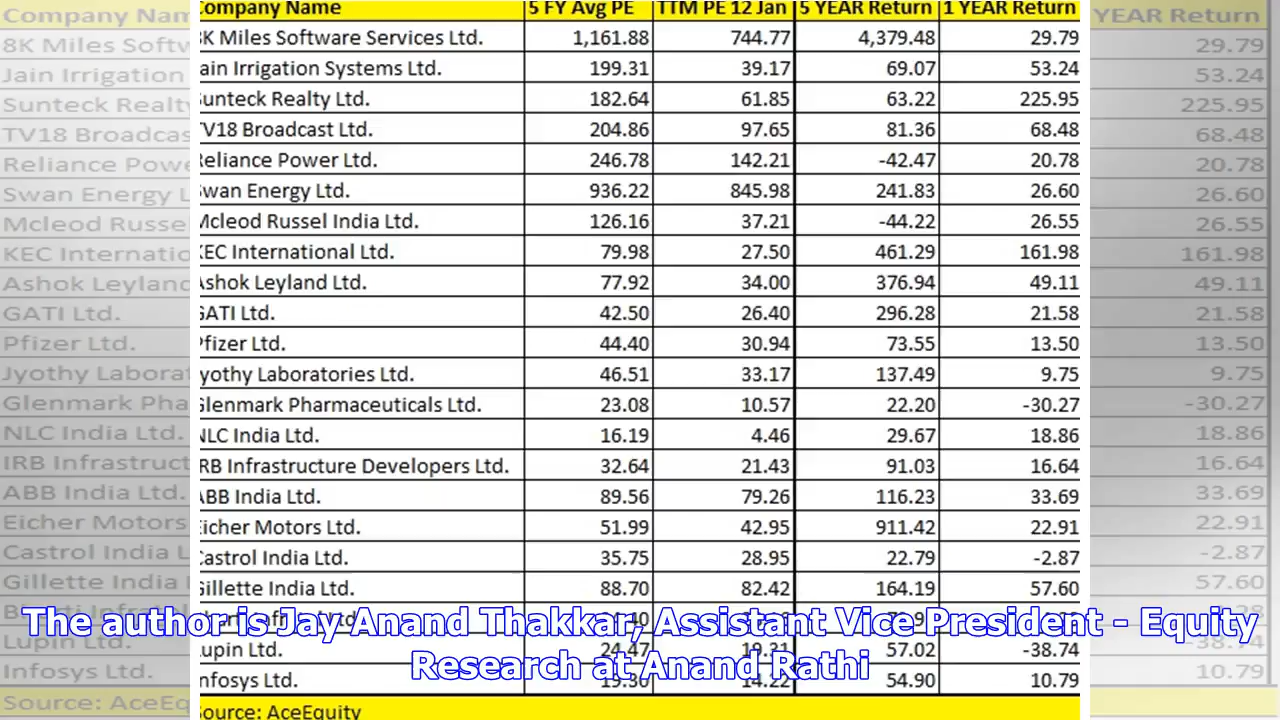 Company Name 5 FY Avg PE TTM PE 12 Jan 5 YEAR Return 1 YEAR Return
8K Miles Software Services Ltd. 1,161.88 744.77 4,379.48 29.79
Jain Irrigation Systems Ltd. 199.31 39.17 69.07 53.24
Sunteck Realty Ltd. 182.64 61.85 63.22 225.95
TV18 Broadcast Ltd. 204.86 97.65 81.36 68.48
Reliance Power Ltd. 246.78 142.21 -42.47 20.78
Swan Energy Ltd. 936.22 845.98 241.83 26.60
Mcleod Russel India Ltd. 126.16 37.21 -44.22 26.55
KEC International Ltd. 79.98 27.50 461.29 161.98
Ashok Leyland Ltd. 77.92 34.00 376.94 49.11
GATI Ltd. 42.50 26.40 296.28 21.58
Pfizer Ltd. 44.40 30.94 73.55 13.50
Jyothy Laboratories Ltd. 46.51 33.17 137.49 9.75
Glenmark Pharmaceuticals Ltd. 23.08 10.57 22.20 -30.27
NLC India Ltd. 16.19 4.46 29.67 18.86
IRB Infrastructure Developers Ltd. 32.64 21.43 91.03 16.64
ABB India Ltd. 89.56 79.26 116.23 33.69
Eicher Motors Ltd. 51.99 42.95 911.42 22.91
Castrol India Ltd. 35.75 28.95 22.79 -2.87
Gillette India Ltd. 88.70 82.42 164.19 57.60
The author is Jay Anand Thakkar, Assistant Vice President - Equity
Lupin Ltd. 24.47 19.31 57.02 -38.74
Research at Anand Rathi
Infosys Ltd. 19.30 14.22 54.90 10.79
Source: AceEquity